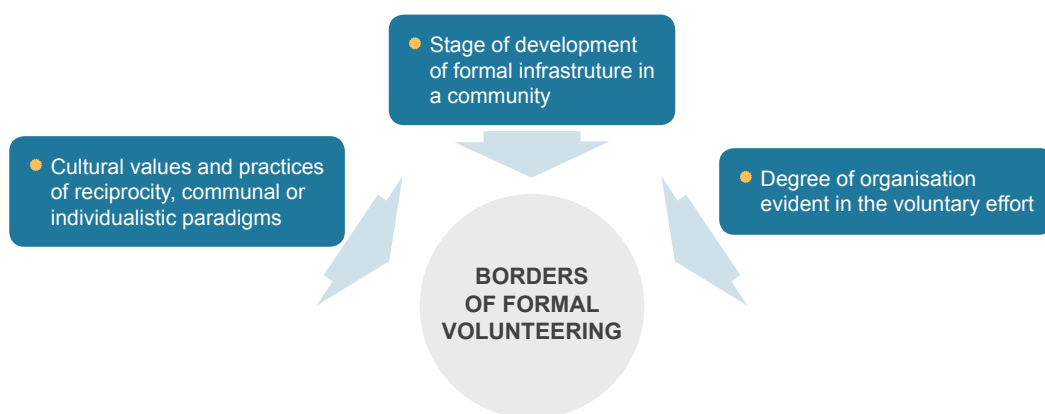 Stage of development
of formal infrastruture in
a community
Cultural values and practices
of reciprocity, communal or
individualistic paradigms
Degree of organisation
evident in the voluntary effort
BORDERS
OF FORMAL
VOLUNTEERING